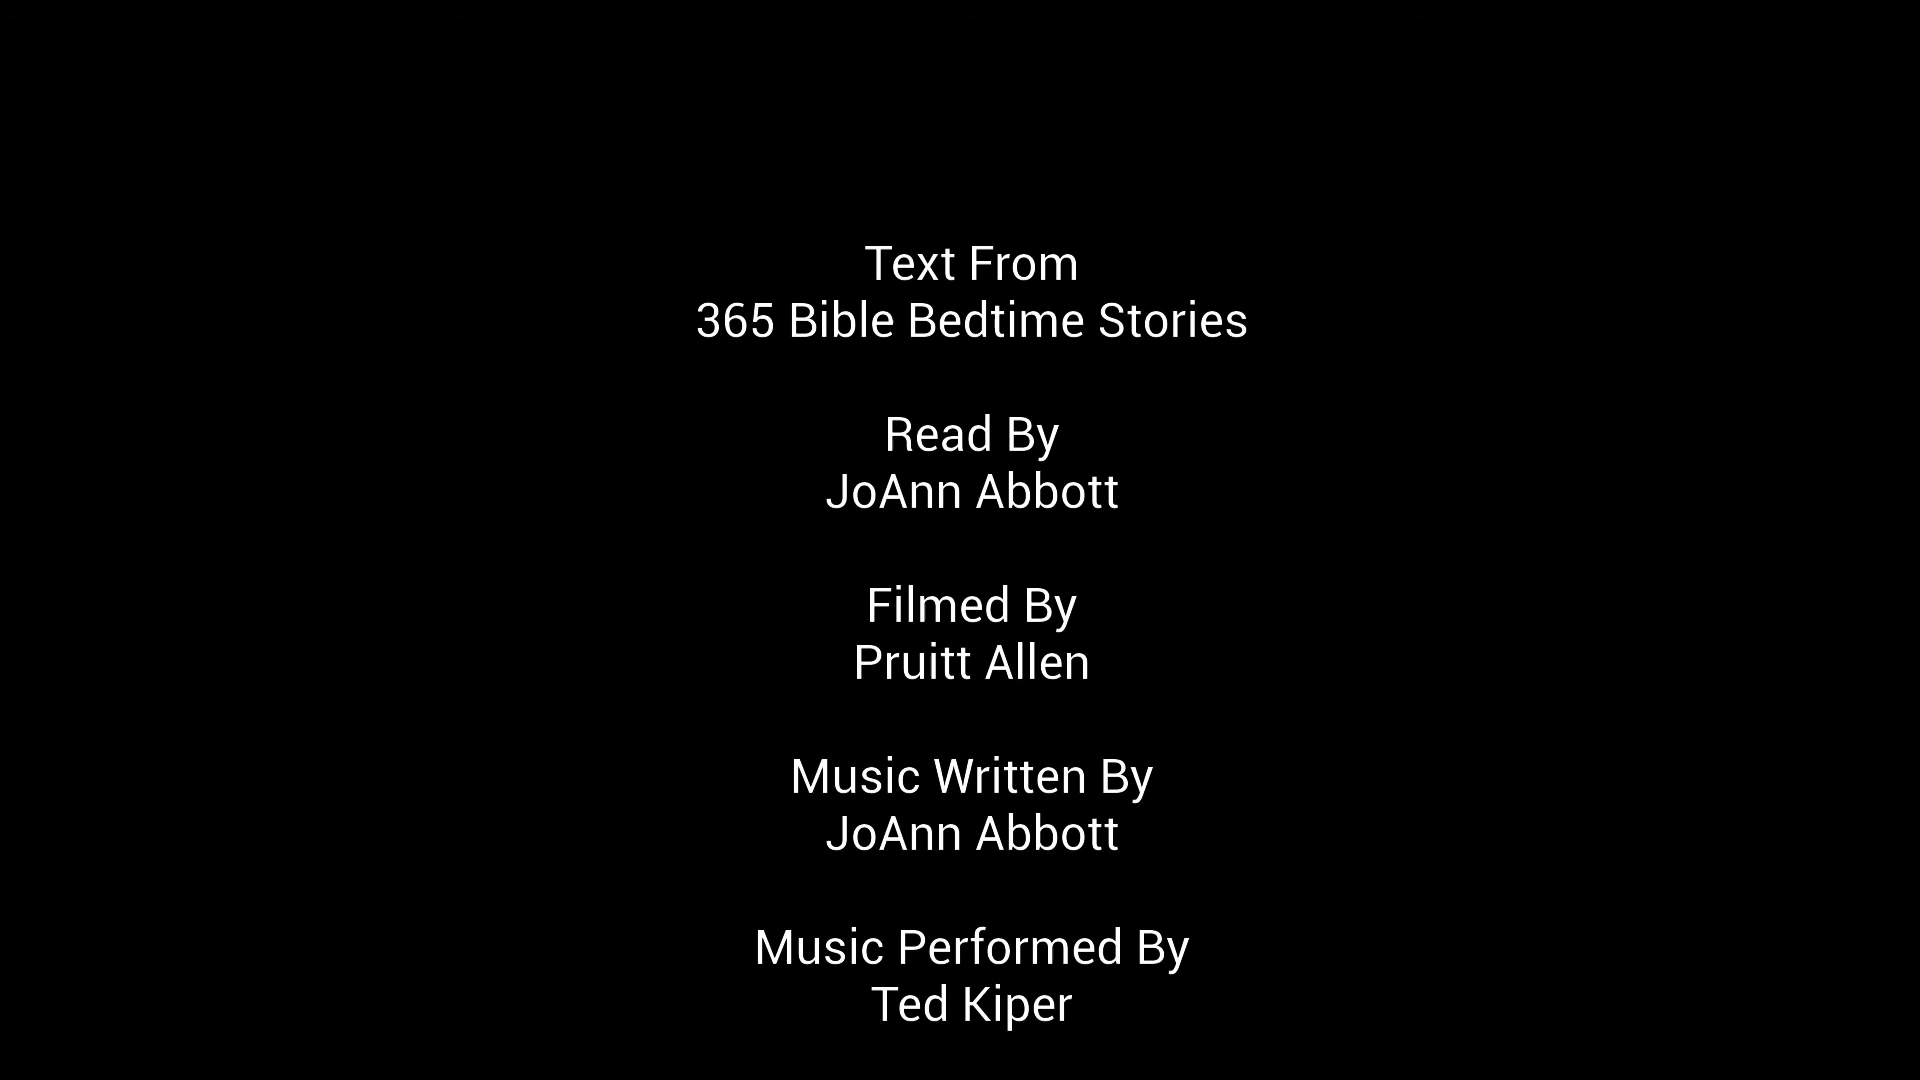 Text From
365 Bible Bedtime Stories
Read By
JoAnn Abbott
Filmed By
Pruitt Allen
Music Written By
JoAnn Abbott
Music Performed By
Ted Kiper